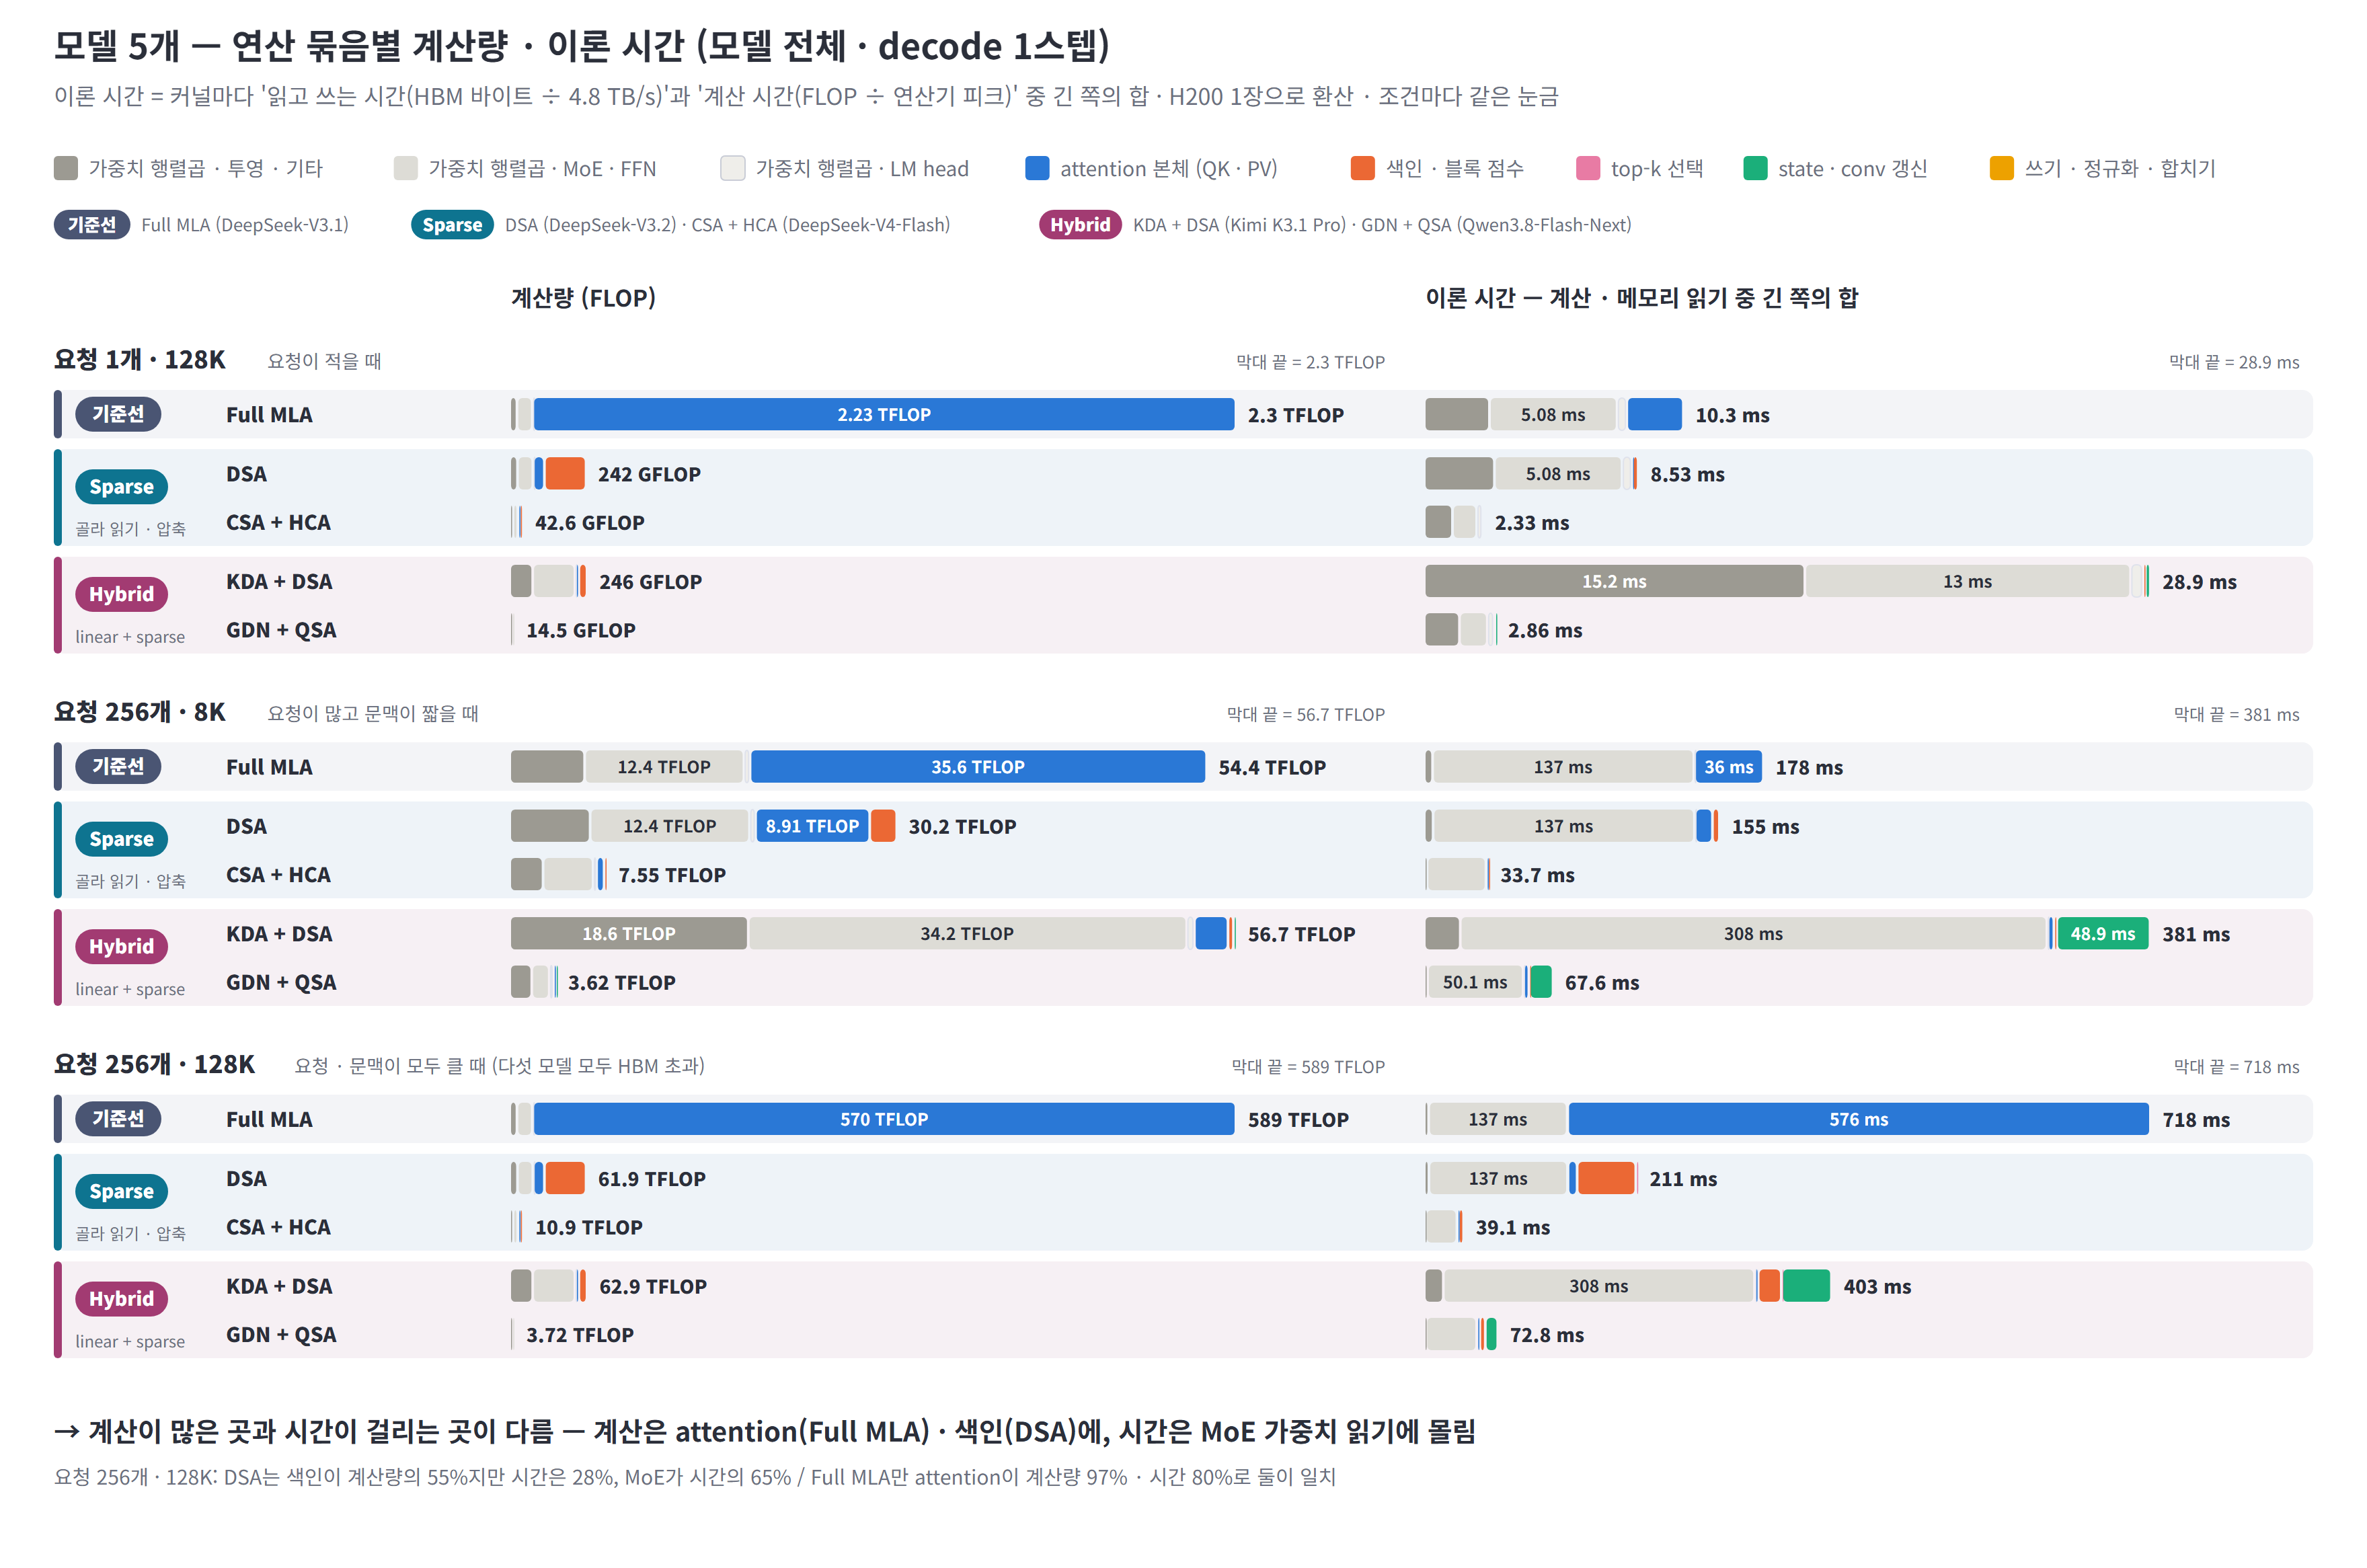 모델 5개 — 연산 묶음별 계산량 · 이론 시간 (모델 전체 · decode 1스텝)
이론 시간 = 커널마다 '읽고 쓰는 시간(HBM 바이트 ÷ 4.8 TB/s)'과 '계산 시간(FLOP ÷ 연산기 피크)' 중 긴 쪽의 합 · H200 1장으로 환산 · 조건마다 같은 눈금
가중치 행렬곱 · 투영 · 기타 가중치 행렬곱 · MoE · FFN 가중치 행렬곱 · LM head attention 본체 (QK · PV) 색인 · 블록 점수 top-k 선택 state · conv 갱신 쓰기 · 정규화 · 합치기
기준선 Full MLA (DeepSeek-V3.1) Sparse DSA (DeepSeek-V3.2) · CSA + HCA (DeepSeek-V4-Flash) Hybrid KDA + DSA (Kimi K3.1 Pro) · GDN + QSA (Qwen3.8-Flash-Next)
계산량 (FLOP) 이론 시간 — 계산 · 메모리 읽기 중 긴 쪽의 합
요청 1개 · 128K 요청이 적을 때 막대 끝 = 2.3 TFLOP 막대 끝 = 28.9 ms
기준선 Full MLA 2.23 TFLOP 2.3 TFLOP 5.08 ms 10.3 ms
Sparse DSA 242 GFLOP 5.08 ms 8.53 ms
골라 읽기 · 압축 CSA + HCA 42.6 GFLOP 2.33 ms
Hybrid KDA + DSA 246 GFLOP 15.2 ms 13 ms 28.9 ms
linear + sparse GDN + QSA 14.5 GFLOP 2.86 ms
요청 256개 · 8K 요청이 많고 문맥이 짧을 때 막대 끝 = 56.7 TFLOP 막대 끝 = 381 ms
기준선 Full MLA 12.4 TFLOP 35.6 TFLOP 54.4 TFLOP 137 ms 36 ms 178 ms
Sparse DSA 12.4 TFLOP 8.91 TFLOP 30.2 TFLOP 137 ms 155 ms
골라 읽기 · 압축 CSA + HCA 7.55 TFLOP 33.7 ms
Hybrid KDA + DSA 18.6 TFLOP 34.2 TFLOP 56.7 TFLOP 308 ms 48.9 ms 381 ms
linear + sparse GDN + QSA 3.62 TFLOP 50.1 ms 67.6 ms
요청 256개 · 128K 요청 · 문맥이 모두 클 때 (다섯 모델 모두 HBM 초과) 막대 끝 = 589 TFLOP 막대 끝 = 718 ms
기준선 Full MLA 570 TFLOP 589 TFLOP 137 ms 576 ms 718 ms
Sparse DSA 61.9 TFLOP 137 ms 211 ms
골라 읽기 · 압축 CSA + HCA 10.9 TFLOP 39.1 ms
Hybrid KDA + DSA 62.9 TFLOP 308 ms 403 ms
linear + sparse GDN + QSA 3.72 TFLOP 72.8 ms
→ 계산이 많은 곳과 시간이 걸리는 곳이 다름 — 계산은 attention(Full MLA) · 색인(DSA)에, 시간은 MoE 가중치 읽기에 몰림
요청 256개 · 128K: DSA는 색인이 계산량의 55%지만 시간은 28%, MoE가 시간의 65% / Full MLA만 attention이 계산량 97% · 시간 80%로 둘이 일치